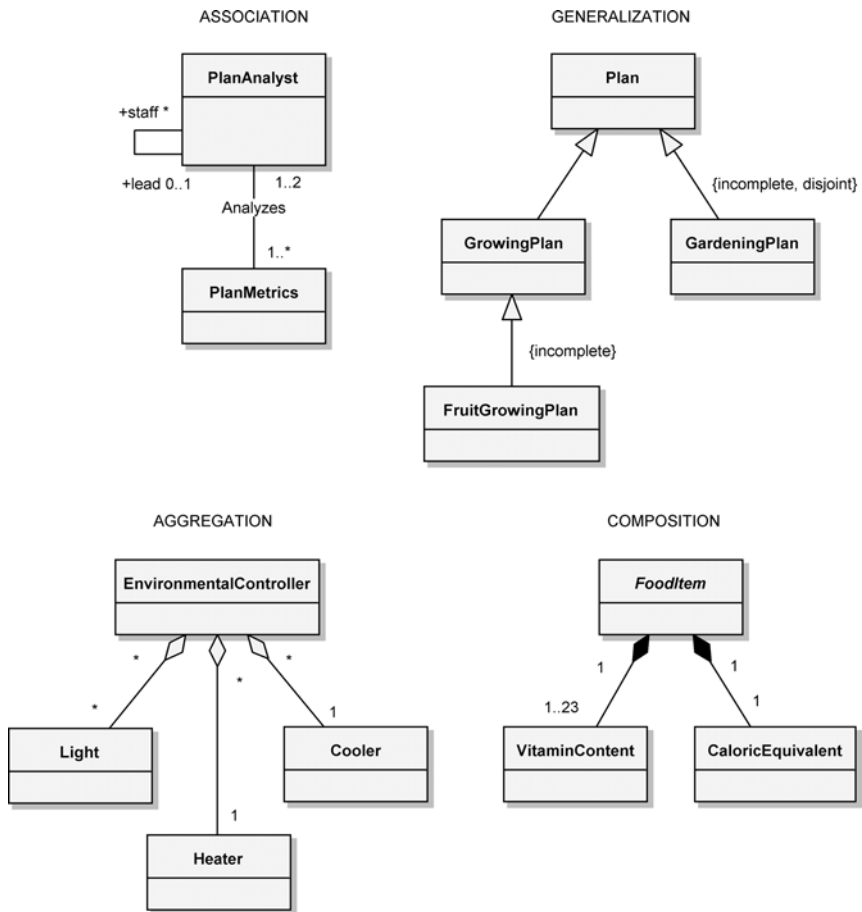 ASSOCIATION
PlanAnalyst
+staff *
+lead 0..1
1..2
Analyzes
1..*
PlanMetrics
GENERALIZATION
Plan
{incomplete, disjoint}
GrowingPlan
GardeningPlan
{incomplete}
FruitGrowingPlan
AGGREGATION
EnvironmentalController
*
*
*
*
1
Light
Cooler
1
Heater
COMPOSITION
FoodItem
1
1
1..23
1
VitaminContent
CaloricEquivalent